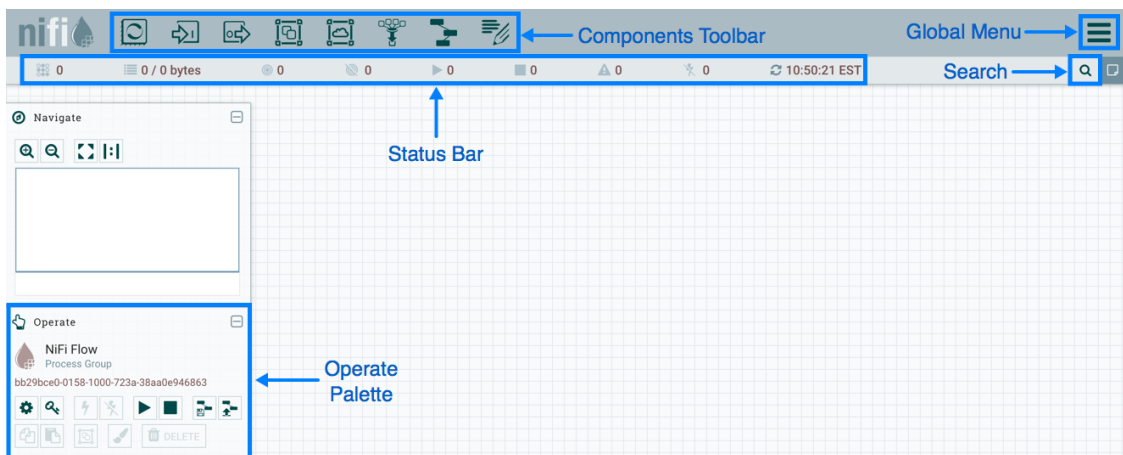 nifi
Components Toolbar
Global Menu
0
0 / 0 bytes
0
0
0
0
0
0
10:50:21 EST
Search
Navigate
Status Bar
Operate
NiFi Flow
Process Group
bb29bce0-0158-1000-723a-38aa0e946863
DELETE
Operate
Palette